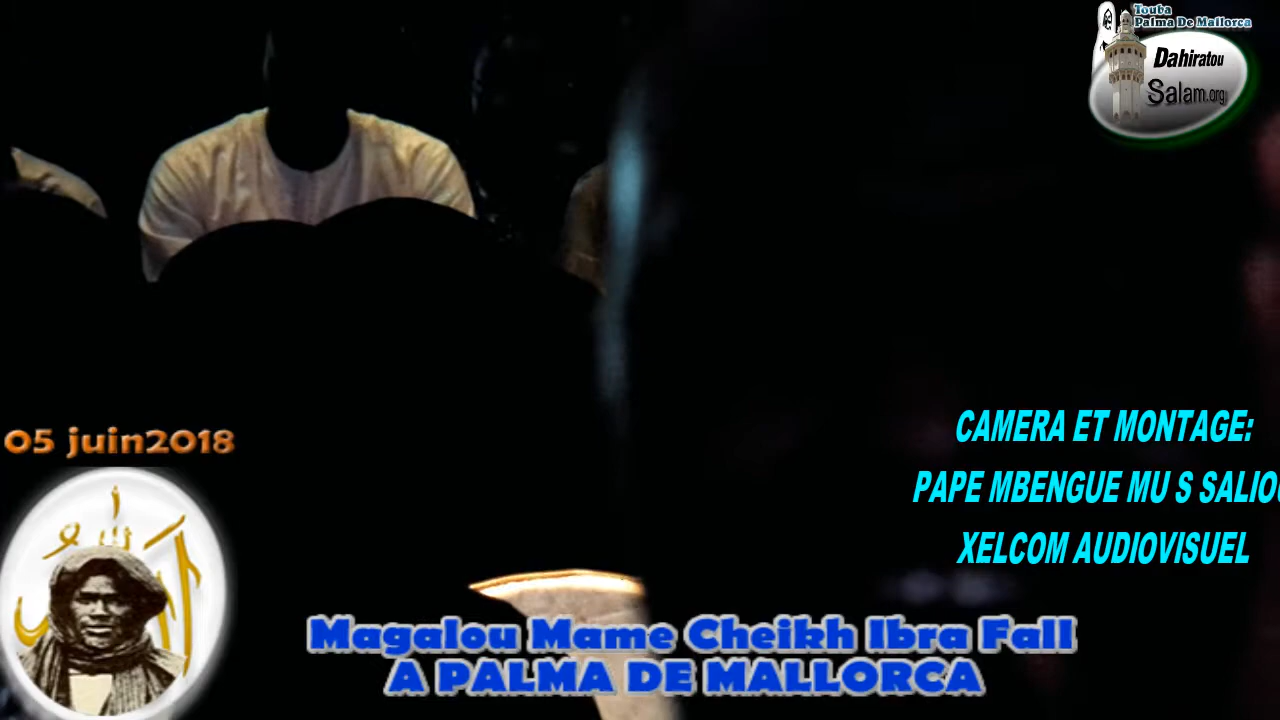 Touba
Palma De Mallorca
Dahiratou
Salam.org
CAMERA ET MONTAGE:
PAPE MBENGUE MU S SALIO
XELCOM AUDIOVISUEL
05 juin2018
Magalou Mame Cheikh Ibra Fall
A PALMA DE MALLORCA